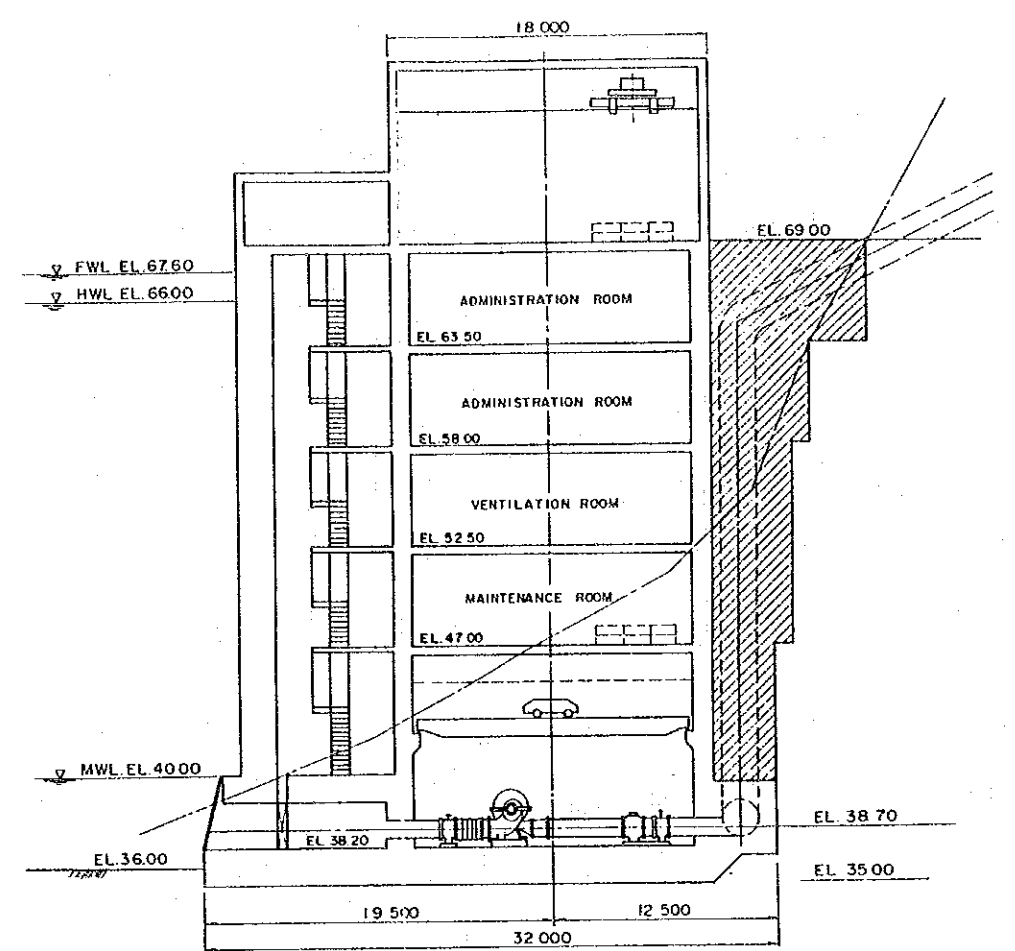 18 000
EL. 69 00
FWL EL. 67.60
HWL EL. 66.00
ADMINISTRATION ROOM
EL. 63 50
ADMINISTRATION ROOM
EL. 58 00
VENTILATION ROOM
EL. 52 50
MAINTENANCE ROOM
EL. 47 00
MWL. EL. 40 00
EL. 38.70
EL 38.20
EL. 36.00
EL 35 00
19 500
12 500
32 000